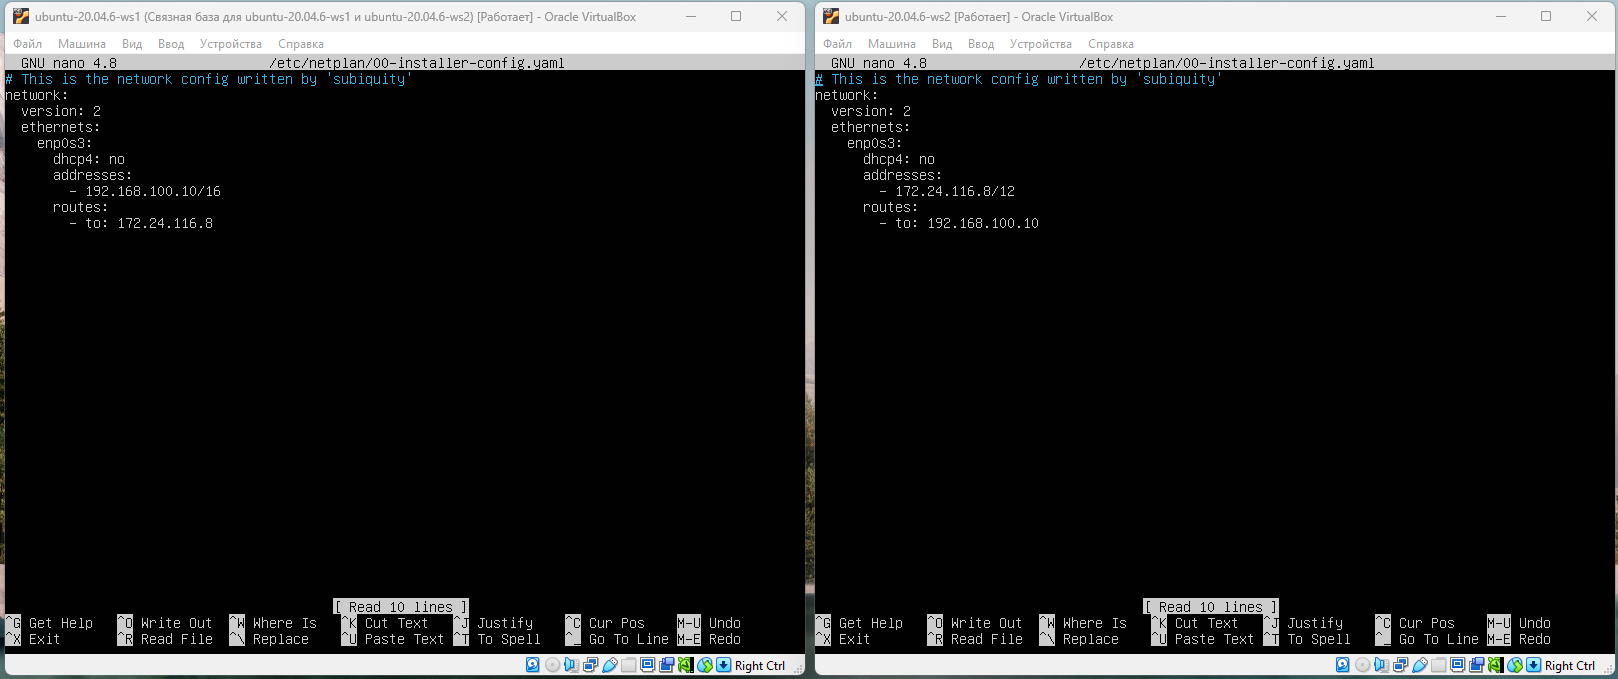 ubuntu-20.04.6-ws1 (Связная база для ubuntu-20.04.6-ws1 и ubuntu-20.04.6-ws2) [Работает] - Oracle VirtualBox
Файл Машина Вид Ввод Устройства Справка
GNU nano 4.8 /etc/netplan/00-installer-config.yaml
# This is the network config written by 'subiquity'
network:
  version: 2
  ethernets:
    enp0s3:
      dhcp4: no
      addresses:
        - 192.168.100.10/16
      routes:
        - to: 172.24.116.8
[ Read 10 lines ]
^G Get Help ^O Write Out ^W Where Is ^K Cut Text ^J Justify ^C Cur Pos M-U Undo
^X Exit ^R Read File ^\ Replace ^U Paste Text ^T To Spell ^_ Go To Line M-E Redo
Right Ctrl
ubuntu-20.04.6-ws2 [Работает] - Oracle VirtualBox
Файл Машина Вид Ввод Устройства Справка
GNU nano 4.8 /etc/netplan/00-installer-config.yaml
# This is the network config written by 'subiquity'
network:
  version: 2
  ethernets:
    enp0s3:
      dhcp4: no
      addresses:
        - 172.24.116.8/12
      routes:
        - to: 192.168.100.10
[ Read 10 lines ]
^G Get Help ^O Write Out ^W Where Is ^K Cut Text ^J Justify ^C Cur Pos M-U Undo
^X Exit ^R Read File ^\ Replace ^U Paste Text ^T To Spell ^_ Go To Line M-E Redo
Right Ctrl